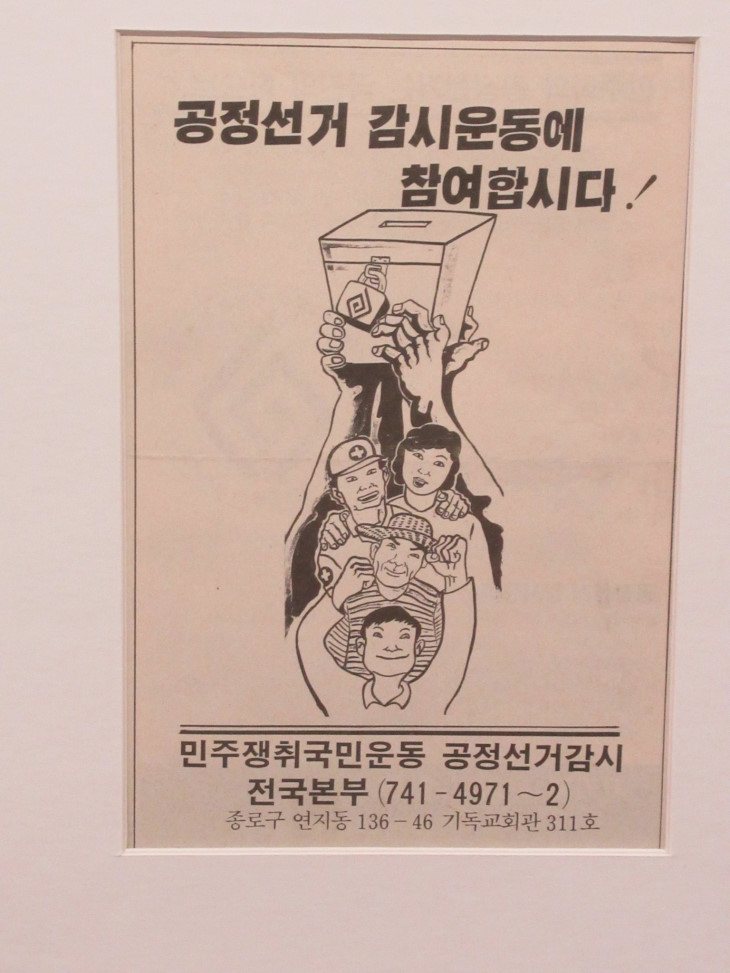 공정선거 감시운동에
참여합시다!
민주쟁취국민운동 공정선거감시
전국본부 (741-4971~2)
종로구 연지동 136-46 기독교회관 311호